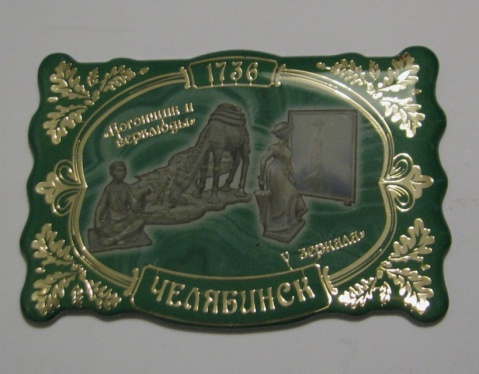 1736
«Погонщик и
верблюды»
У зеркала»
ЧЕЛЯБИНСК